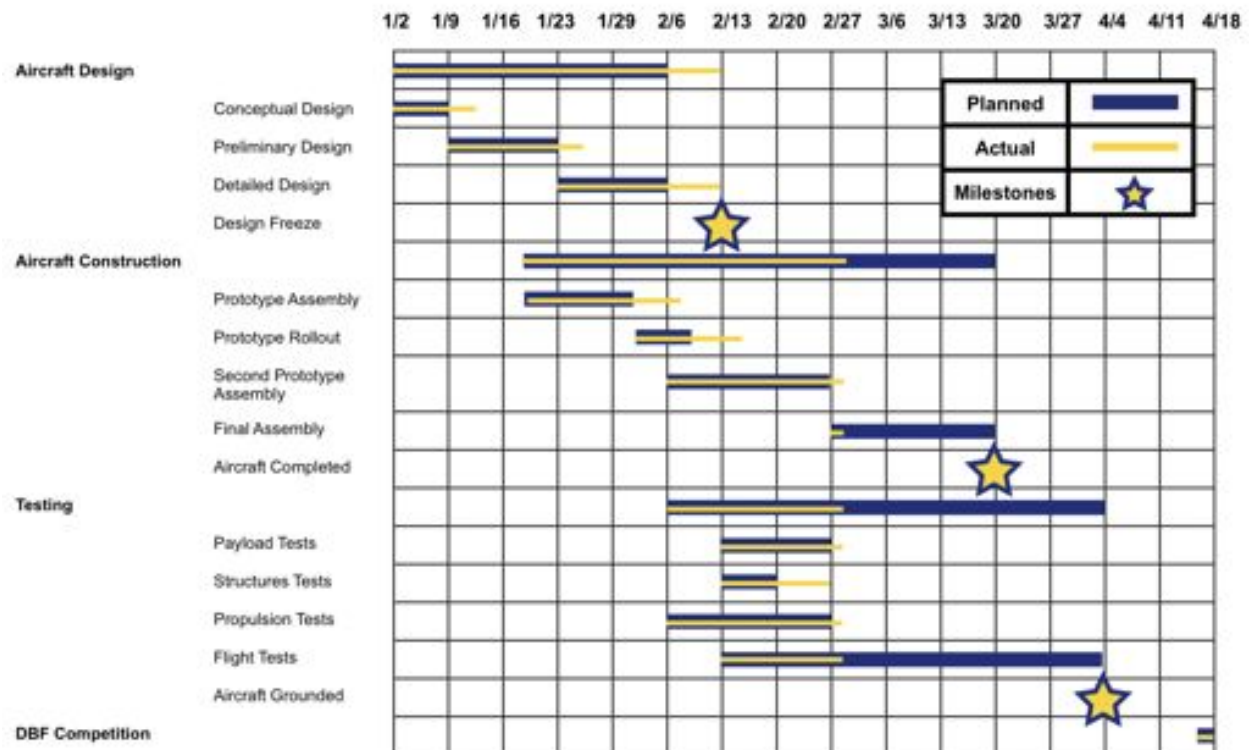 1/2 1/9 1/16 1/23 1/29 2/6 2/13 2/20 2/27 3/6 3/13 3/20 3/27 4/4 4/11 4/18
Aircraft Design
Planned
Conceptual Design
Actual
Preliminary Design
Milestones
Detailed Design
Design Freeze
Aircraft Construction
Prototype Assembly
Prototype Rollout
Second Prototype
Assembly
Final Assembly
Aircraft Completed
Testing
Payload Tests
Structures Tests
Propulsion Tests
Flight Tests
Aircraft Grounded
DBF Competition